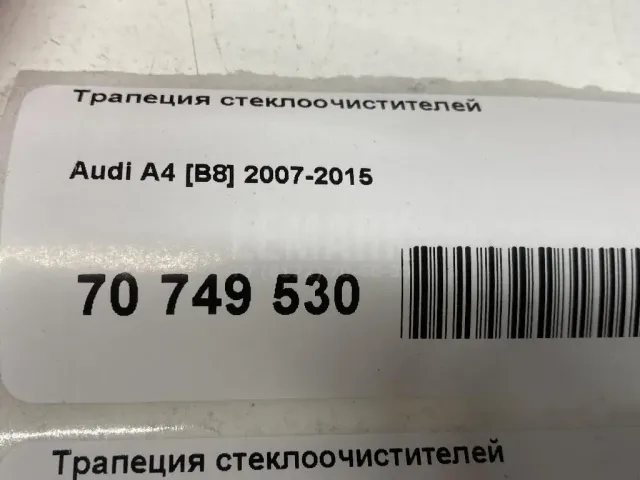 Трапеция стеклоочистителей
Audi A4 [B8] 2007-2015
70 749 530
Трапеция стеклоочистителей